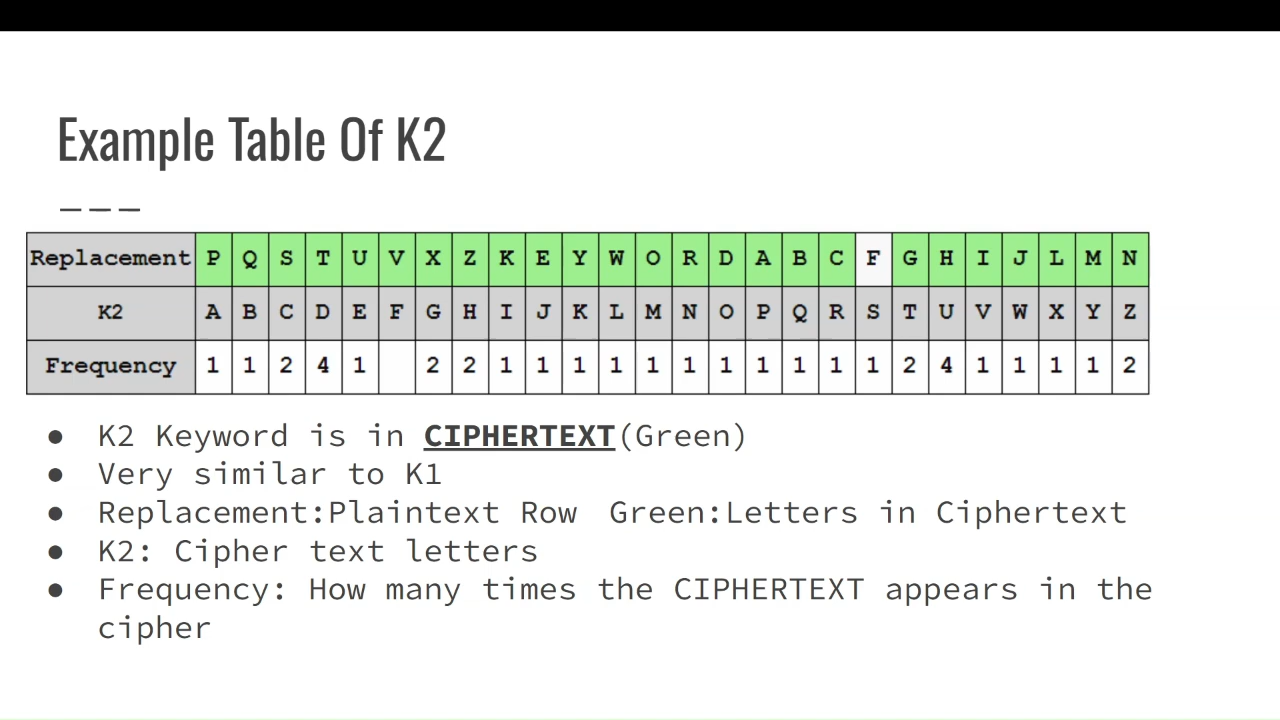 Example Table Of K2
Replacement P Q S T U V X Z K E Y W O R D A B C F G H I J L M N
K2 A B C D E F G H I J K L M N O P Q R S T U V W X Y Z
Frequency 1 1 2 4 1 2 2 1 1 1 1 1 1 1 1 1 1 1 2 4 1 1 1 1 2
● K2 Keyword is in CIPHERTEXT(Green)
● Very similar to K1
● Replacement:Plaintext Row Green:Letters in Ciphertext
● K2: Cipher text letters
● Frequency: How many times the CIPHERTEXT appears in the
cipher